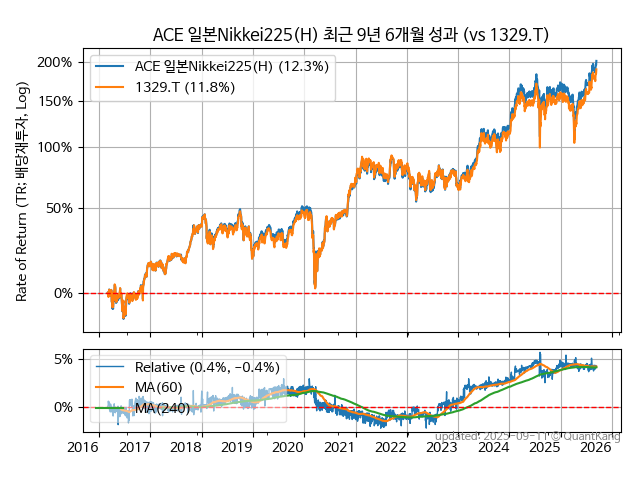 ACE 일본Nikkei225(H) 최근 9년 6개월 성과 (vs 1329.T)
Rate of Return (TR: 배당재투자, Log)
200%
150%
100%
50%
0%
ACE 일본Nikkei225(H) (12.3%)
1329.T (11.8%)
5%
0%
Relative (0.4%, -0.4%)
MA(60)
MA(240)
2016 2017 2018 2019 2020 2021 2022 2023 2024 2025 2026
updated: 2025-09-11 © QuantKang